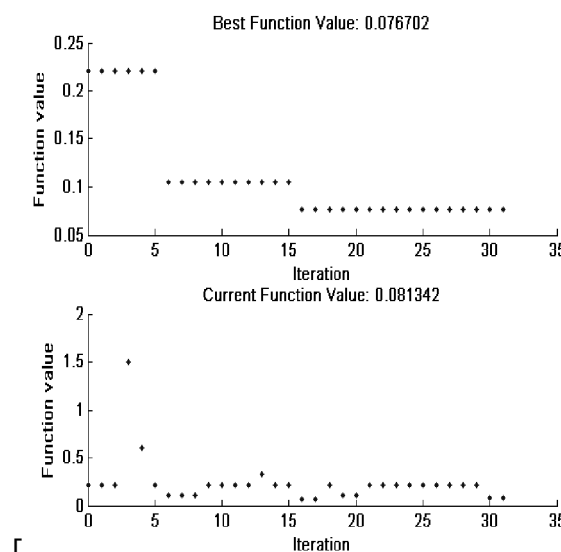 Best Function Value: 0.076702
0.25
0.2
0.15
0.1
0.05
Function value
0 5 10 15 20 25 30 35
Iteration
Current Function Value: 0.081342
2
1.5
1
0.5
0
Function value
0 5 10 15 20 25 30 35
Iteration